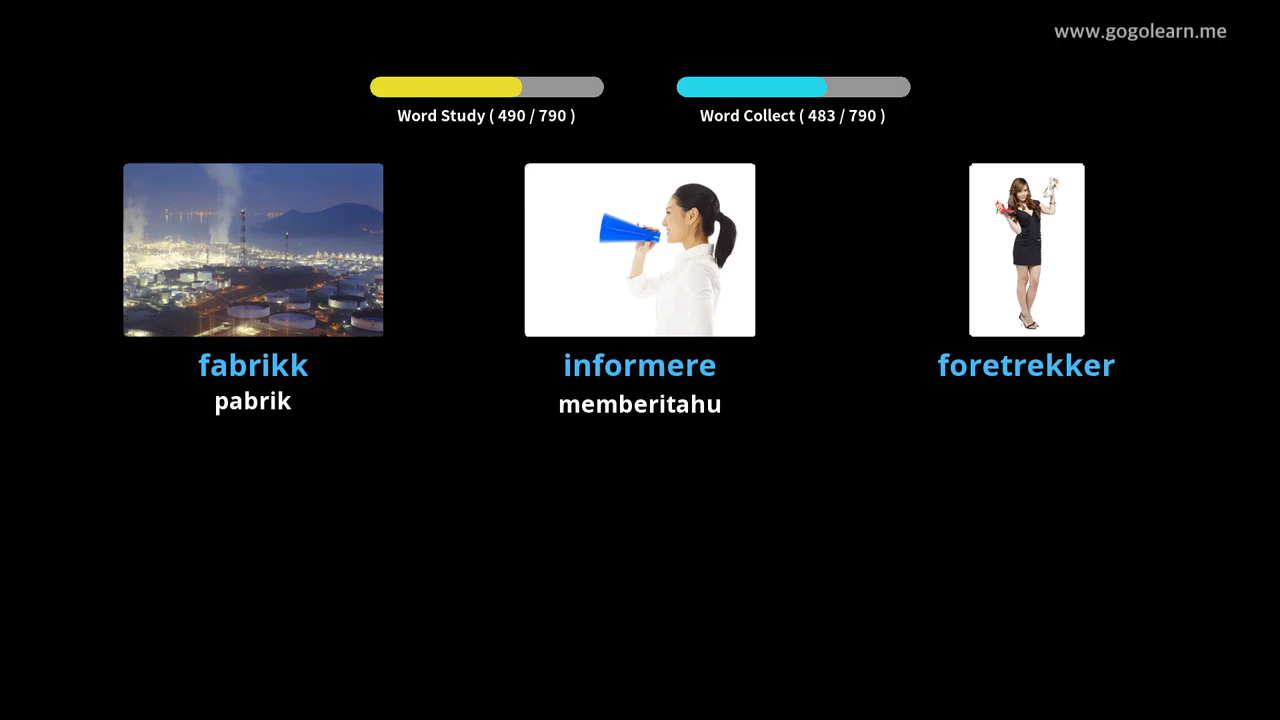 www.gogolearn.me
Word Study ( 490 / 790 )
Word Collect ( 483 / 790 )
fabrikk
pabrik
informere
memberitahu
foretrekker